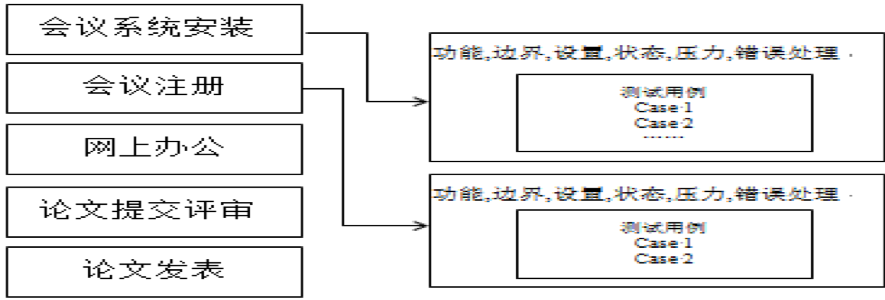 会议系统安装
会议注册
网上办公
论文提交评审
论文发表
功能,边界,设置,状态,压力,错误处理.
测试用例
Case 1
Case 2
......
功能,边界,设置,状态,压力,错误处理.
测试用例
Case 1
Case 2